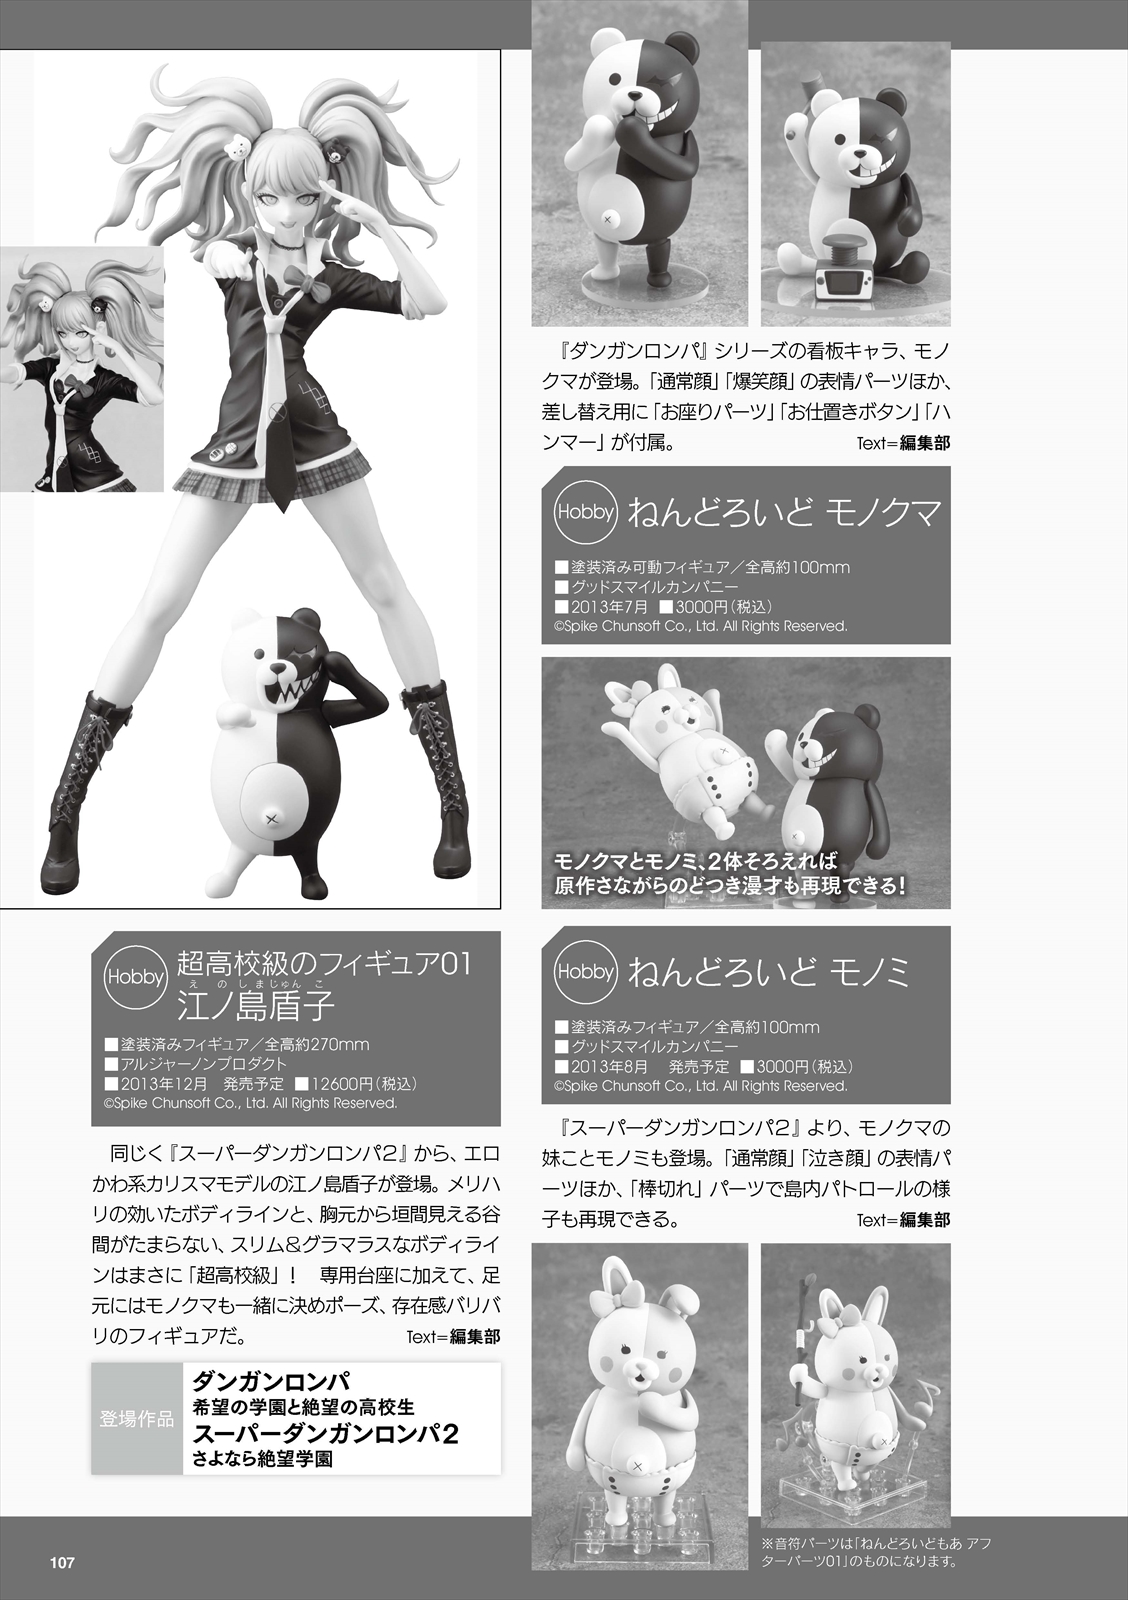 『ダンガンロンパ』シリーズの看板キャラ、モノ
クマが登場。「通常顔」「爆笑顔」の表情パーツほか、
差し替え用に「お座りパーツ」「お仕置きボタン」「ハ
ンマー」が付属。 Text=編集部
Hobby ねんどろいど モノクマ
■塗装済み可動フィギュア／全高約100mm
■グッドスマイルカンパニー
■2013年7月 ■3000円（税込）
©Spike Chunsoft Co., Ltd. All Rights Reserved.
モノクマとモノミ、2体そろえれば
原作さながらのどつき漫才も再現できる！
Hobby ねんどろいど モノミ
■塗装済みフィギュア／全高約100mm
■グッドスマイルカンパニー
■2013年8月 発売予定 ■3000円（税込）
©Spike Chunsoft Co., Ltd. All Rights Reserved.
『スーパーダンガンロンパ2』より、モノクマの
妹ことモノミも登場。「通常顔」「泣き顔」の表情パ
ーツほか、「棒切れ」パーツで島内パトロールの様
子も再現できる。 Text=編集部
※音符パーツは「ねんどろいどもあ アフ
ターパーツ01」のものになります。
Hobby 超高校級のフィギュア01
えのしまじゅんこ
江ノ島盾子
■塗装済みフィギュア／全高約270mm
■アルジャーノンプロダクト
■2013年12月 発売予定 ■12600円（税込）
©Spike Chunsoft Co., Ltd. All Rights Reserved.
同じく『スーパーダンガンロンパ2』から、エロ
かわ系カリスマモデルの江ノ島盾子が登場。メリハ
リの効いたボディラインと、胸元から垣間見える谷
間がたまらない、スリム＆グラマラスなボディライ
ンはまさに「超高校級」！ 専用台座に加えて、足
元にはモノクマも一緒に決めポーズ、存在感バリバ
リのフィギュアだ。 Text=編集部
登場作品
ダンガンロンパ
希望の学園と絶望の高校生
スーパーダンガンロンパ2
さよなら絶望学園
107